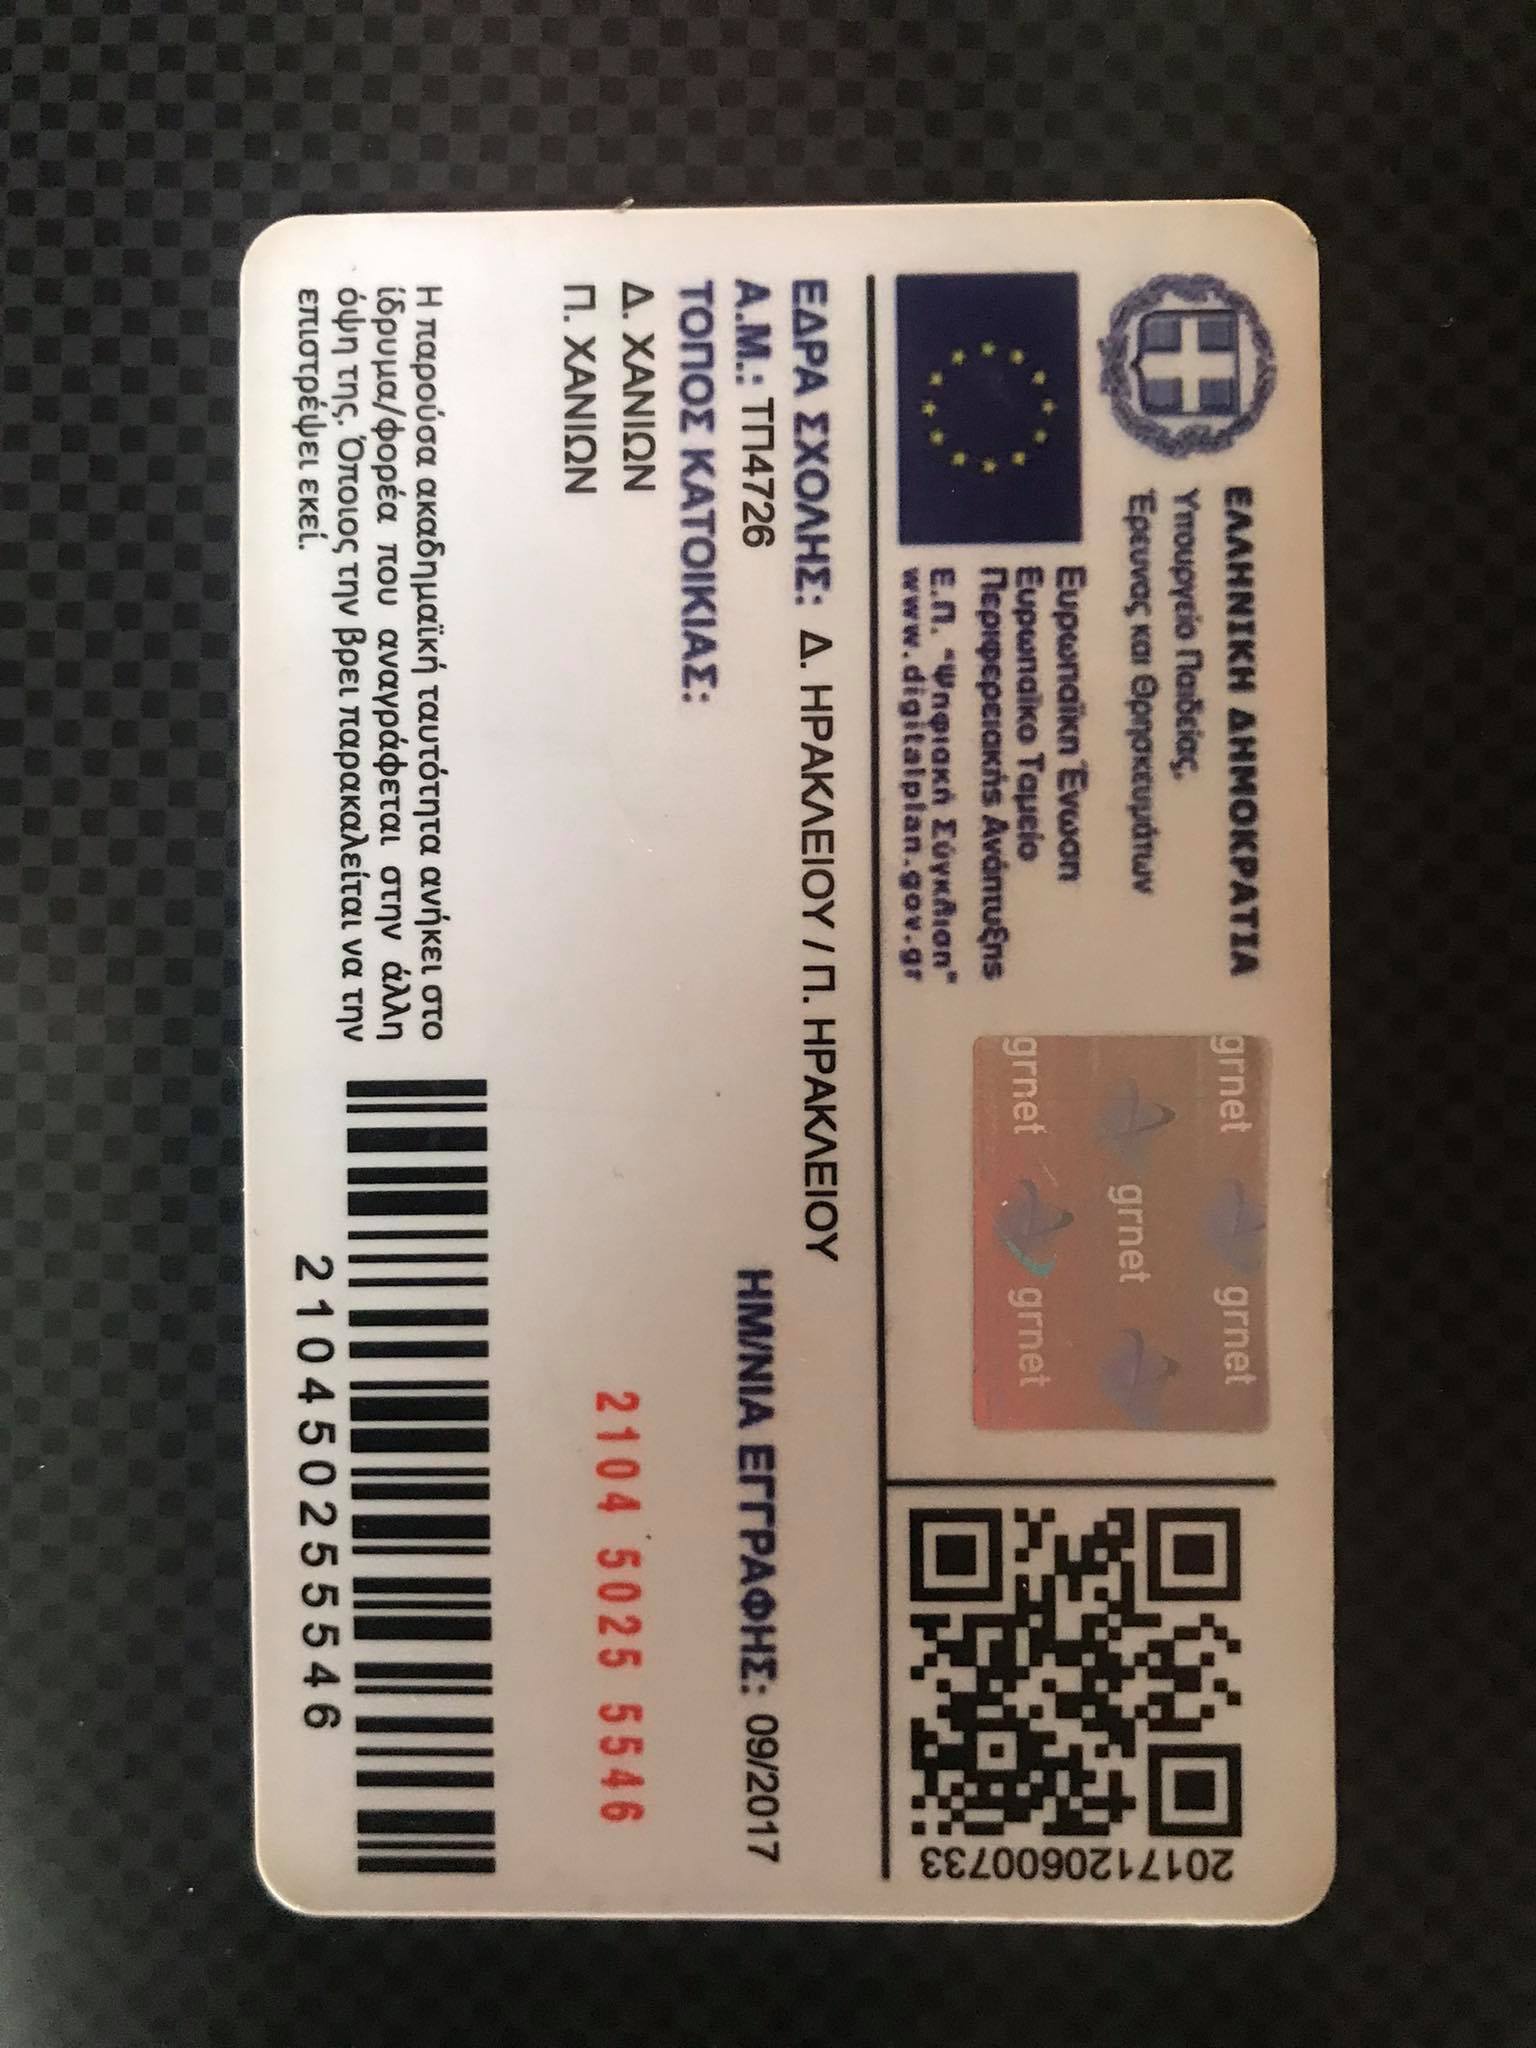 ΕΛΛΗΝΙΚΗ ΔΗΜΟΚΡΑΤΙΑ
Υπουργείο Παιδείας,
Έρευνας και Θρησκευμάτων
Ευρωπαϊκη Ένωση
Ευρωπαϊκο Ταμείο
Περιφερειακής Ανάπτυξης
Ε.Π. "Ψηφιακή Σύγκλιση"
www.digitalplan.gov.gr
grnet grnet
grnet
grnet grnet
2017120600733
ΕΔΡΑ ΣΧΟΛΗΣ: Δ. ΗΡΑΚΛΕΙΟΥ / Π. ΗΡΑΚΛΕΙΟΥ
Α.Μ.: ΤΠ4726
ΗΜ/ΝΙΑ ΕΓΓΡΑΦΗΣ: 09/2017
ΤΟΠΟΣ ΚΑΤΟΙΚΙΑΣ:
Δ. ΧΑΝΙΩΝ
Π. ΧΑΝΙΩΝ
2104 5025 5546
Η παρούσα ακαδημαϊκή ταυτότητα ανήκει στο
ίδρυμα/φορέα που αναγράφεται στην άλλη
όψη της. Όποιος την βρει παρακαλείται να την
επιστρέψει εκεί.
210450255546